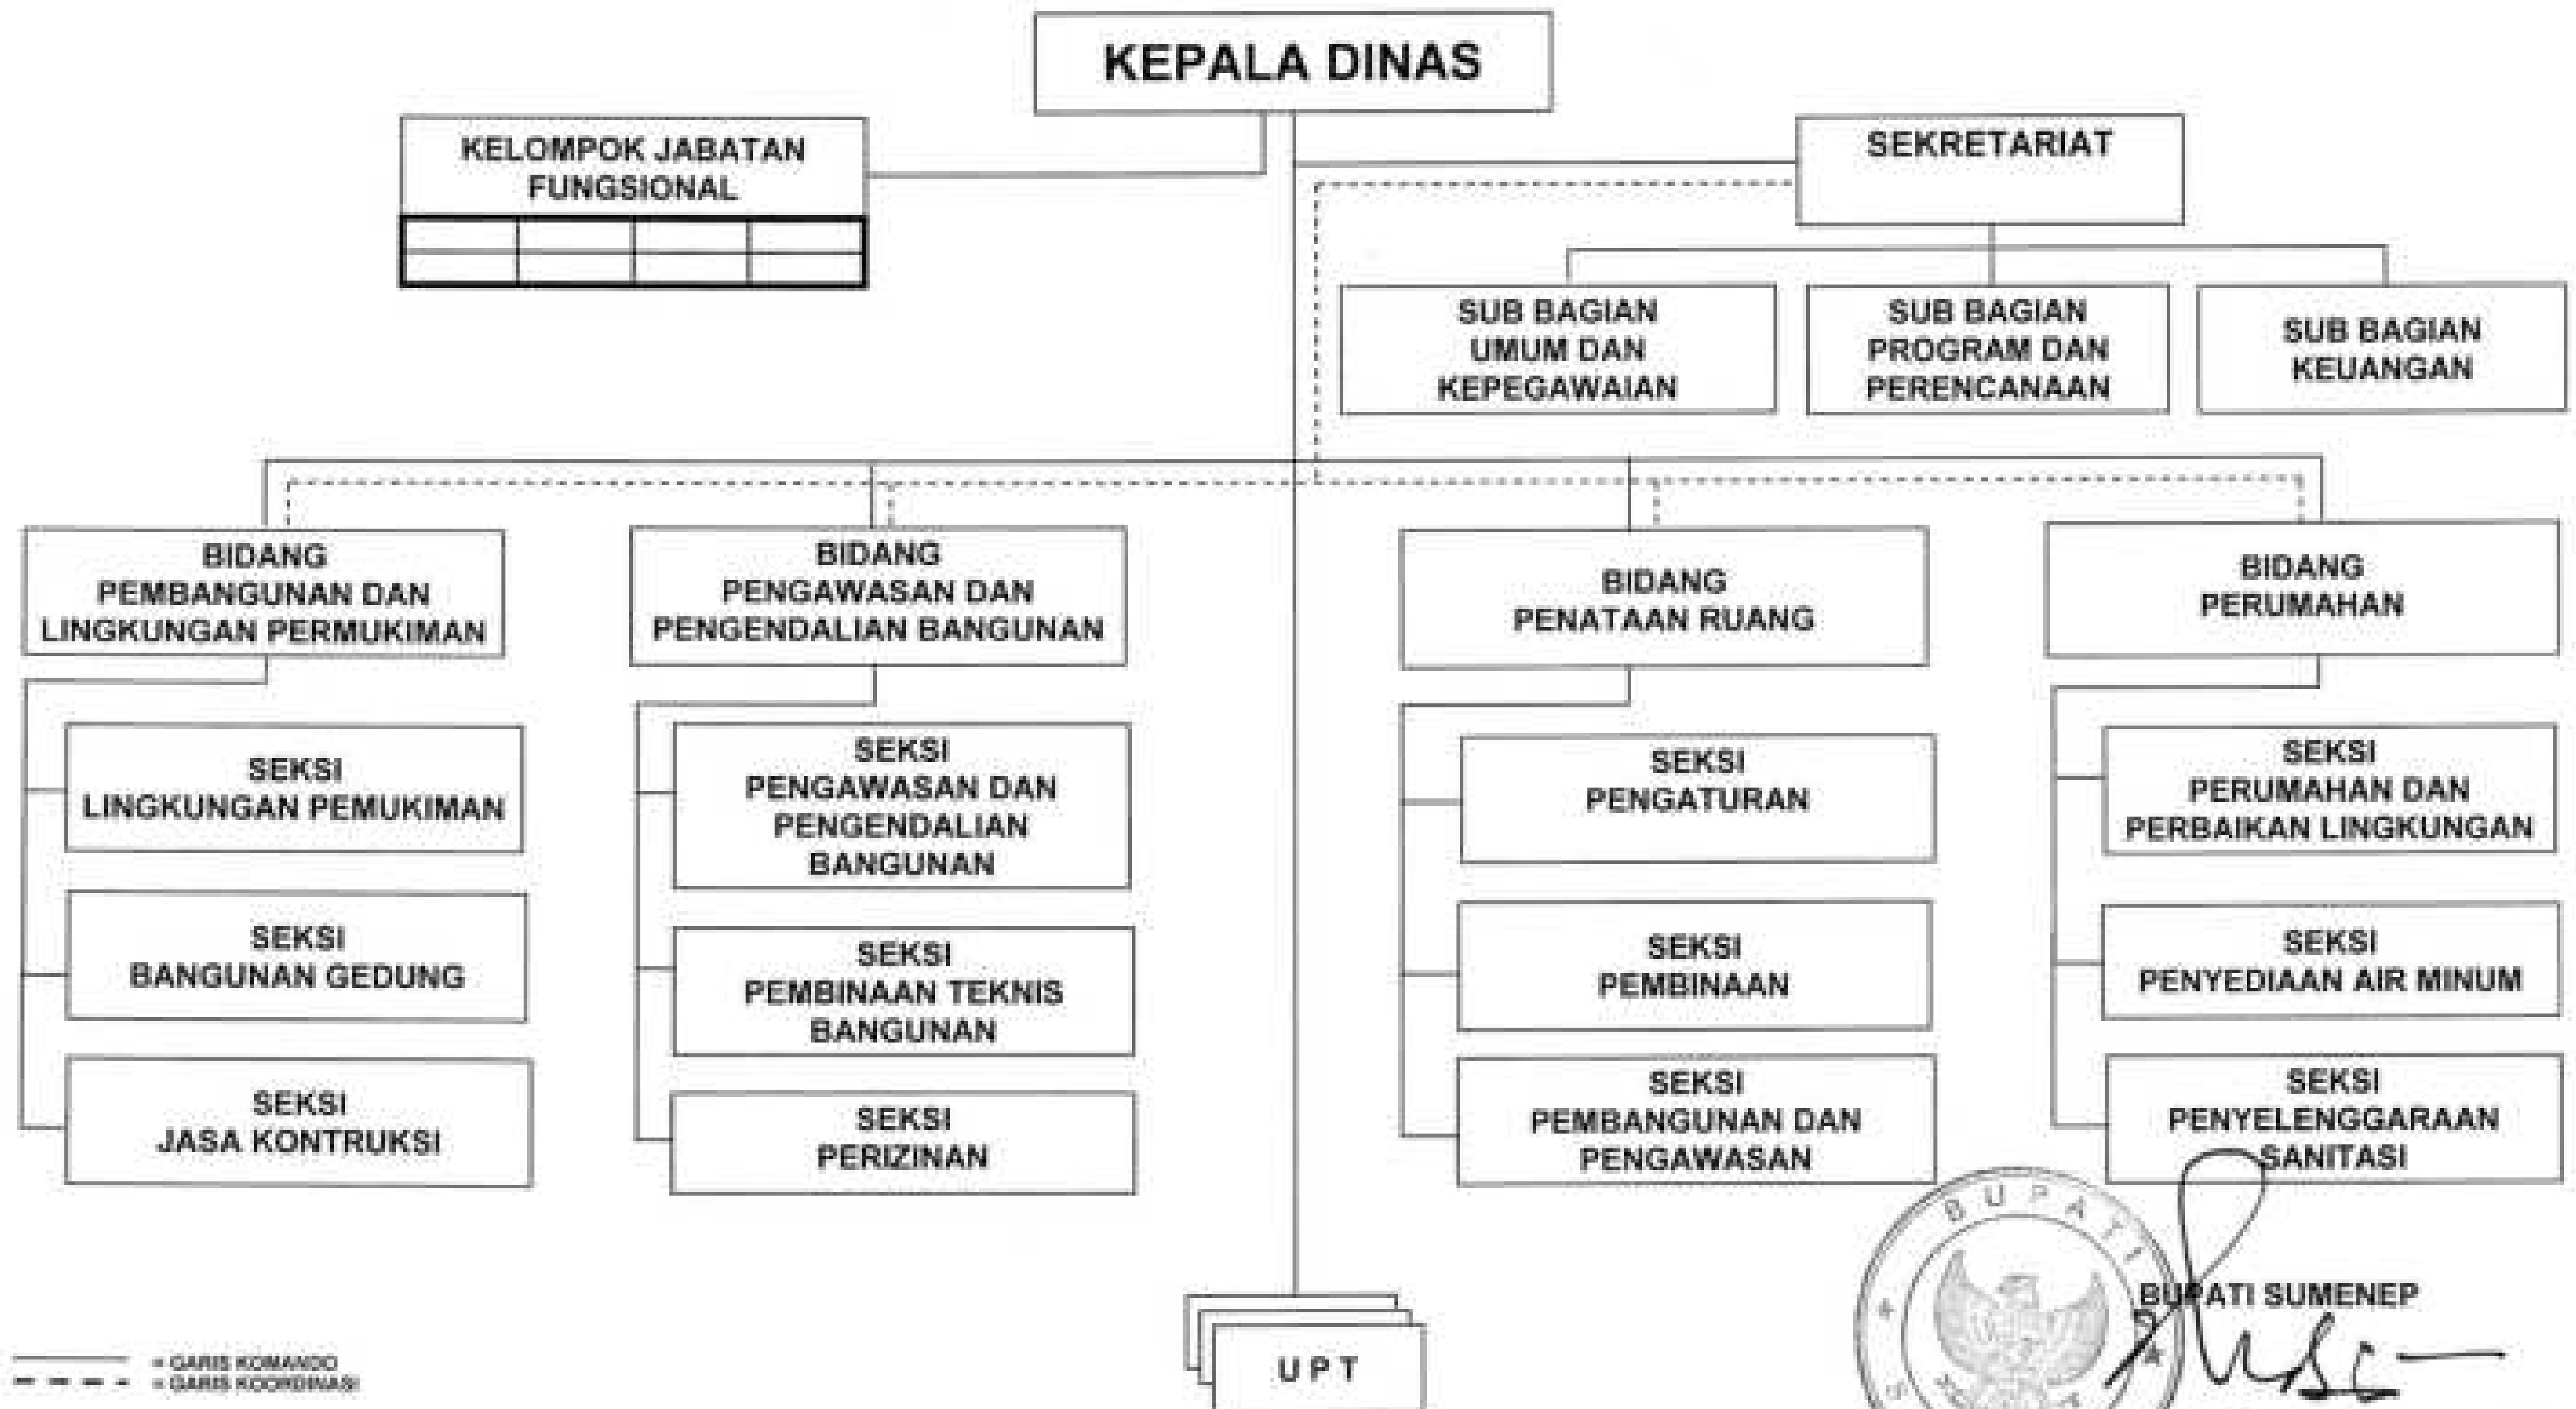 KEPALA DINAS
KELOMPOK JABATAN
FUNGSIONAL
SEKRETARIAT
SUB BAGIAN
UMUM DAN
KEPEGAWAIAN
SUB BAGIAN
PROGRAM DAN
PERENCANAAN
SUB BAGIAN
KEUANGAN
BIDANG
PEMBANGUNAN DAN
LINGKUNGAN PERMUKIMAN
BIDANG
PENGAWASAN DAN
PENGENDALIAN BANGUNAN
BIDANG
PENATAAN RUANG
BIDANG
PERUMAHAN
SEKSI
LINGKUNGAN PEMUKIMAN
SEKSI
BANGUNAN GEDUNG
SEKSI
JASA KONTRUKSI
SEKSI
PENGAWASAN DAN
PENGENDALIAN
BANGUNAN
SEKSI
PEMBINAAN TEKNIS
BANGUNAN
SEKSI
PERIZINAN
SEKSI
PENGATURAN
SEKSI
PEMBINAAN
SEKSI
PEMBANGUNAN DAN
PENGAWASAN
SEKSI
PERUMAHAN DAN
PERBAIKAN LINGKUNGAN
SEKSI
PENYEDIAAN AIR MINUM
SEKSI
PENYELENGGARAAN
SANITASI
BUPATI
BUPATI SUMENEP
U P T
= GARIS KOMANDO
= GARIS KOORDINASI